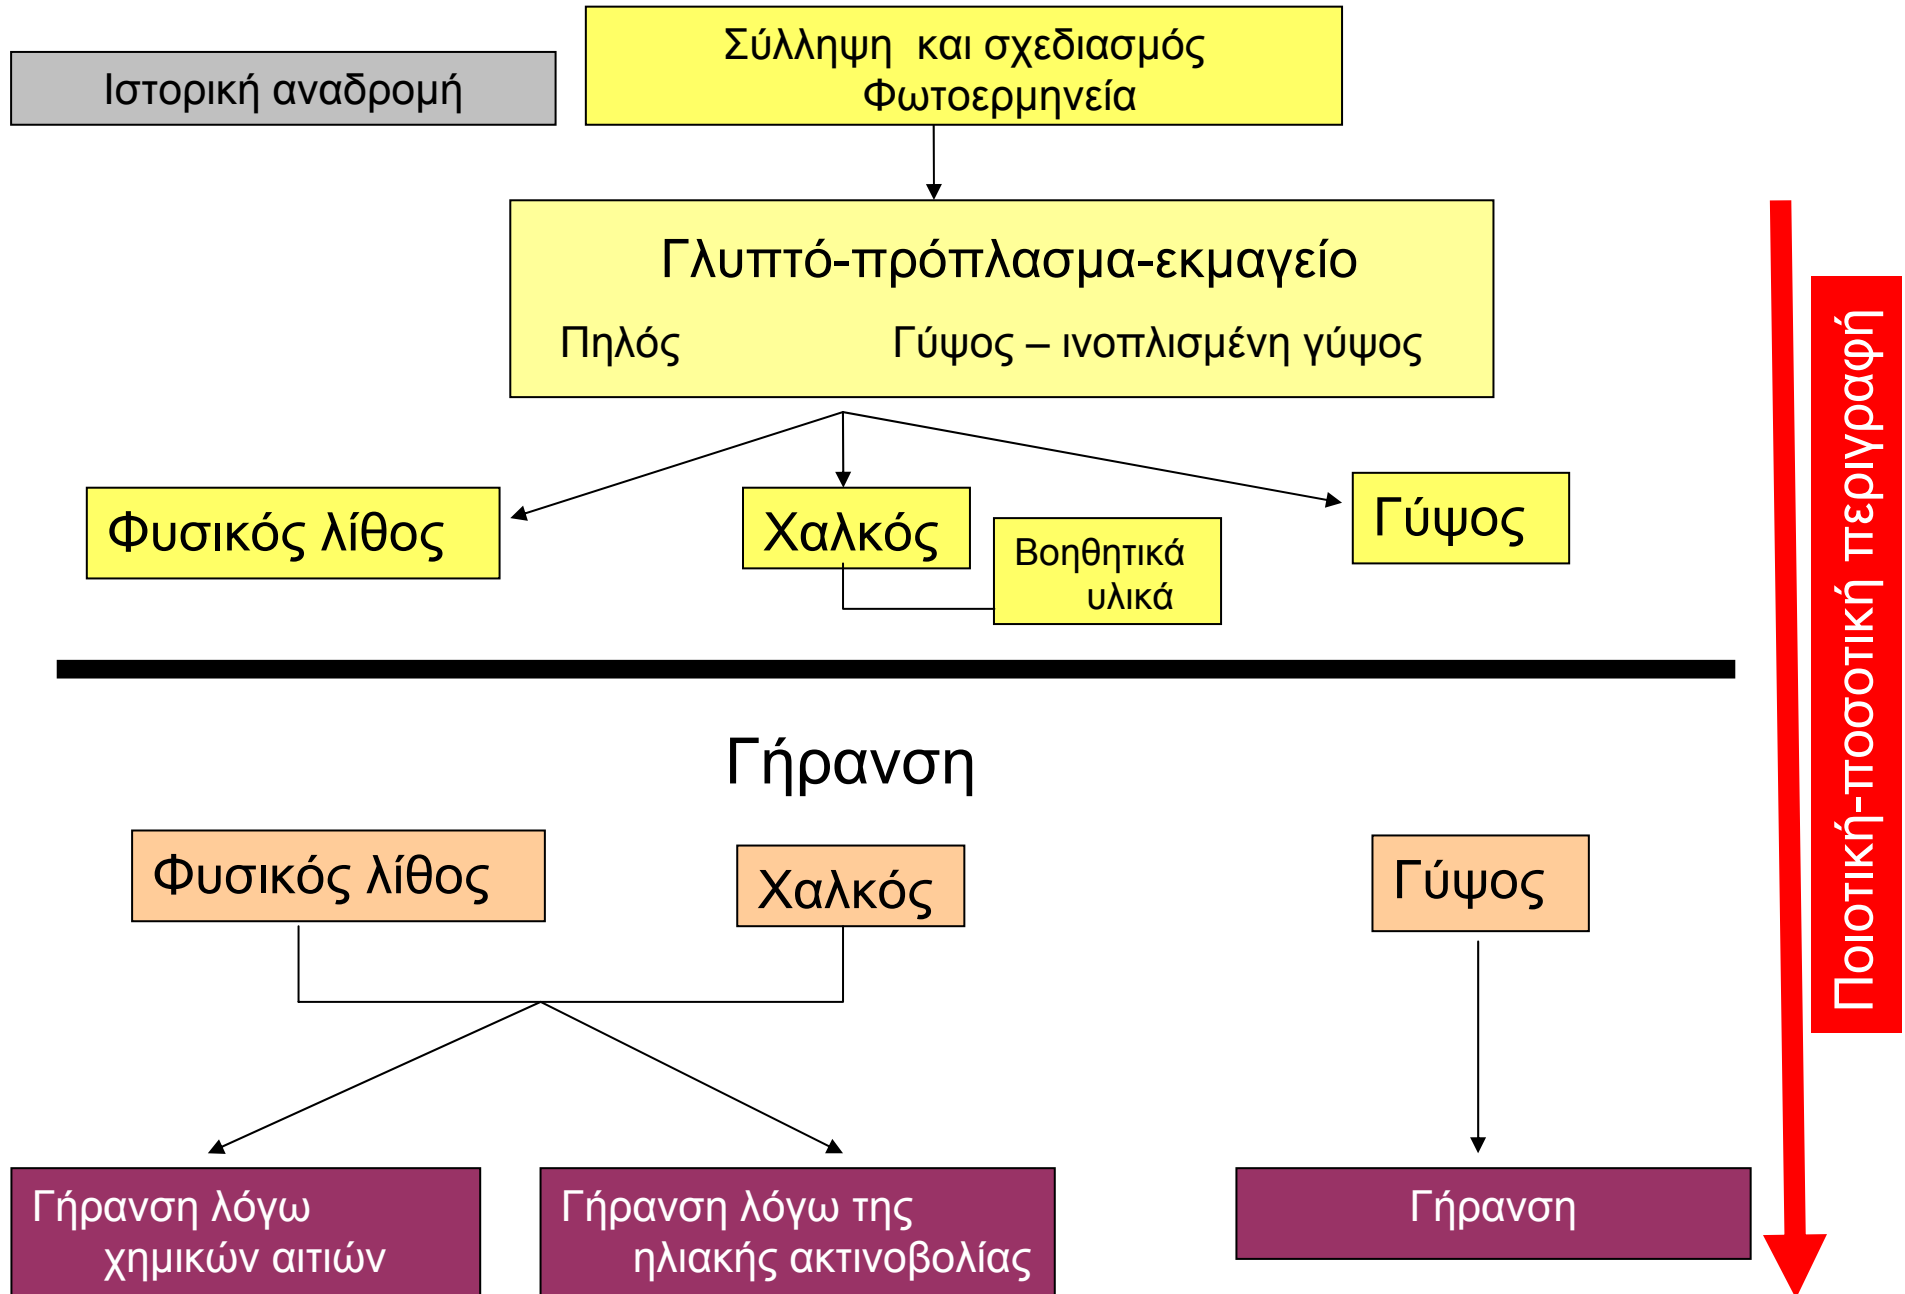 Ιστορική αναδρομή
Σύλληψη και σχεδιασμός
Φωτοερμηνεία
Γλυπτό-πρόπλασμα-εκμαγείο
Πηλός Γύψος – ινοπλισμένη γύψος
Φυσικός λίθος
Χαλκός
Βοηθητικά
υλικά
Γύψος
Γήρανση
Φυσικός λίθος
Χαλκός
Γύψος
Γήρανση λόγω
χημικών αιτιών
Γήρανση λόγω της
ηλιακής ακτινοβολίας
Γήρανση
Ποιοτική-ποσοτική περιγραφή